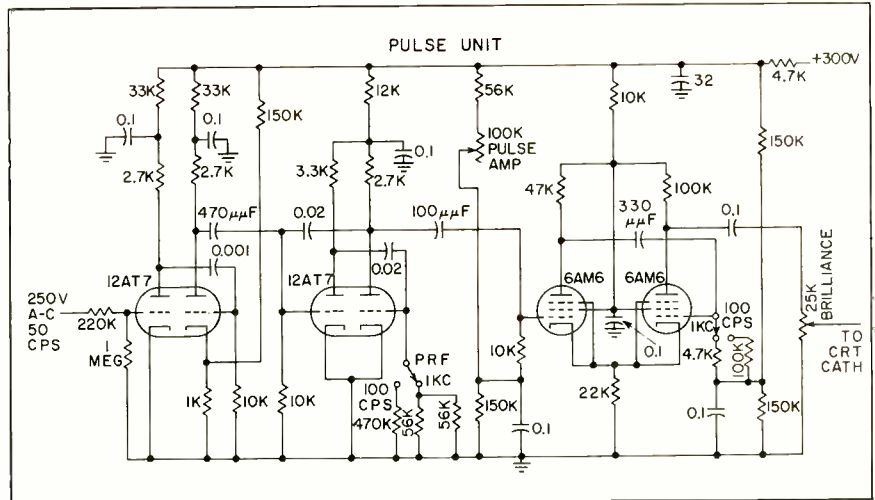 PULSE UNIT
+300V
4.7K
33K
33K
150K
12K
56K
10K
32
0.1
0.1
100K
PULSE
AMP
150K
2.7K
2.7K
3.3K
2.7K
0.1
47K
100K
470μμF
0.02
100μμF
330
μμF
0.1
0.001
0.02
12AT7
12AT7
6AM6
6AM6
250V
A-C
50
CPS
220K
1
MEG
1K
10K
10K
PRF
1KC
100
CPS
470K
56K
56K
10K
150K
0.1
22K
0.1
100
CPS
1KC
4.7K
100K
0.1
150K
25K
BRILLIANCE
TO
CRT
CATH